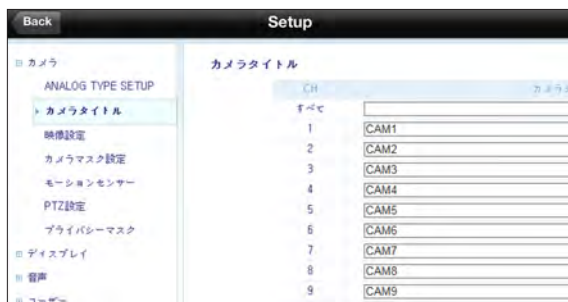 Back
Setup
カメラ
ANALOG TYPE SETUP
カメラタイトル
映像設定
カメラマスク設定
モーションセンサー
PTZ設定
プライバシーマスク
ディスプレイ
音声
ユーザー
カメラタイトル
CH
すべて
1 CAM1
2 CAM2
3 CAM3
4 CAM4
5 CAM5
6 CAM6
7 CAM7
8 CAM8
9 CAM9